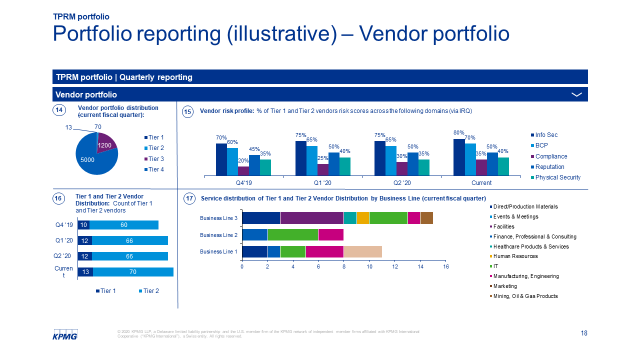 TPRM portfolio
Portfolio reporting (illustrative) – Vendor portfolio
TPRM portfolio | Quarterly reporting
Vendor portfolio
14
Vendor portfolio distribution
(current fiscal quarter):
13
70
1200
5000
Tier 1
Tier 2
Tier 3
Tier 4
15
Vendor risk profile: % of Tier 1 and Tier 2 vendors risk scores across the following domains (via IRQ)
70%
60%
20%
45%
35%
75%
65%
25%
50%
40%
75%
65%
30%
50%
35%
80%
70%
35%
50%
40%
Q4'19
Q1 '20
Q2 '20
Current
Info Sec
BCP
Compliance
Reputation
Physical Security
16
Tier 1 and Tier 2 Vendor
Distribution: Count of Tier 1
and Tier 2 vendors
Q4 '19 10 60
Q1 '20 12 66
Q2 '20 12 66
Curren
t
13 70
Tier 1 Tier 2
17
Service distribution of Tier 1 and Tier 2 Vendor Distribution by Business Line (current fiscal quarter)
Business Line 3
Business Line 2
Business Line 1
0 2 4 6 8 10 12 14 16
Direct/Production Materials
Events & Meetings
Facilities
Finance, Professional & Consulting
Healthcare Products & Services
Human Resources
IT
Manufacturing, Engineering
Marketing
Mining, Oil & Gas Products
KPMG
18